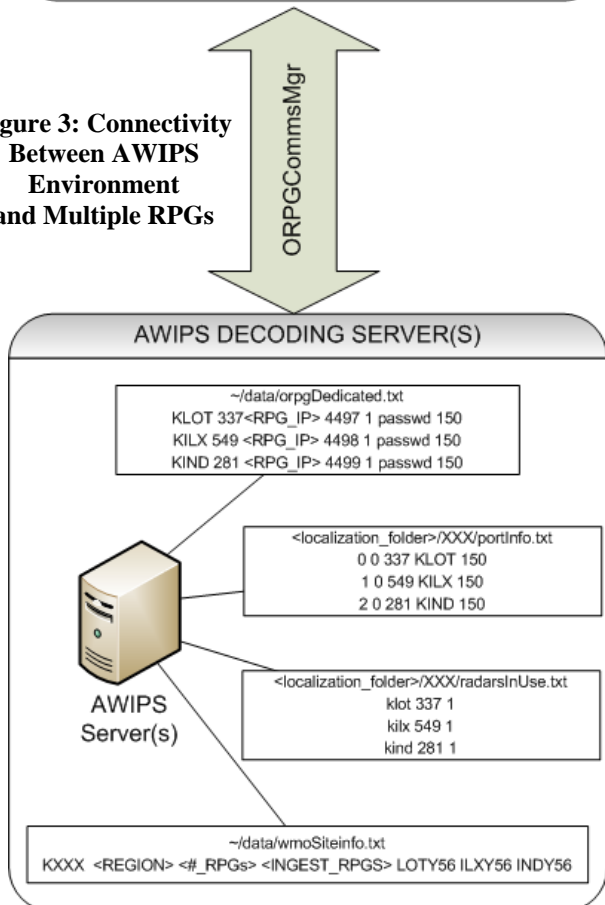 igure 3: Connectivity
Between AWIPS
Environment
and Multiple RPGs
ORPGCommsMgr
AWIPS DECODING SERVER(S)
~/data/orpgDedicated.txt
KLOT 337<RPG_IP> 4497 1 passwd 150
KILX 549 <RPG_IP> 4498 1 passwd 150
KIND 281 <RPG_IP> 4499 1 passwd 150
<localization_folder>/XXX/portInfo.txt
0 0 337 KLOT 150
1 0 549 KILX 150
2 0 281 KIND 150
<localization_folder>/XXX/radarsInUse.txt
klot 337 1
kilx 549 1
kind 281 1
AWIPS
Server(s)
~/data/wmoSiteinfo.txt
KXXX <REGION> <#_RPGs> <INGEST_RPGS> LOTY56 ILXY56 INDY56